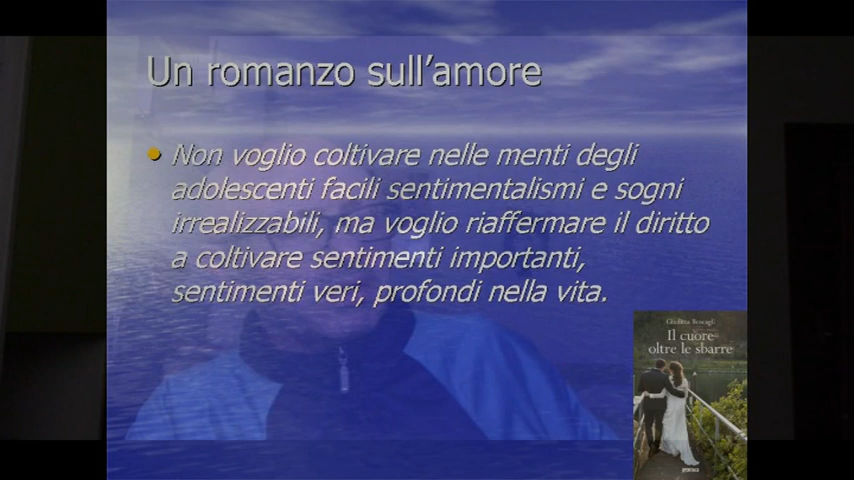 Un romanzo sull'amore
Non voglio coltivare nelle menti degli
adolescenti facili sentimentalismi e sogni
irrealizzabili, ma voglio riaffermare il diritto
a coltivare sentimenti importanti,
sentimenti veri, profondi nella vita.
Il cuore
oltre le sbarre